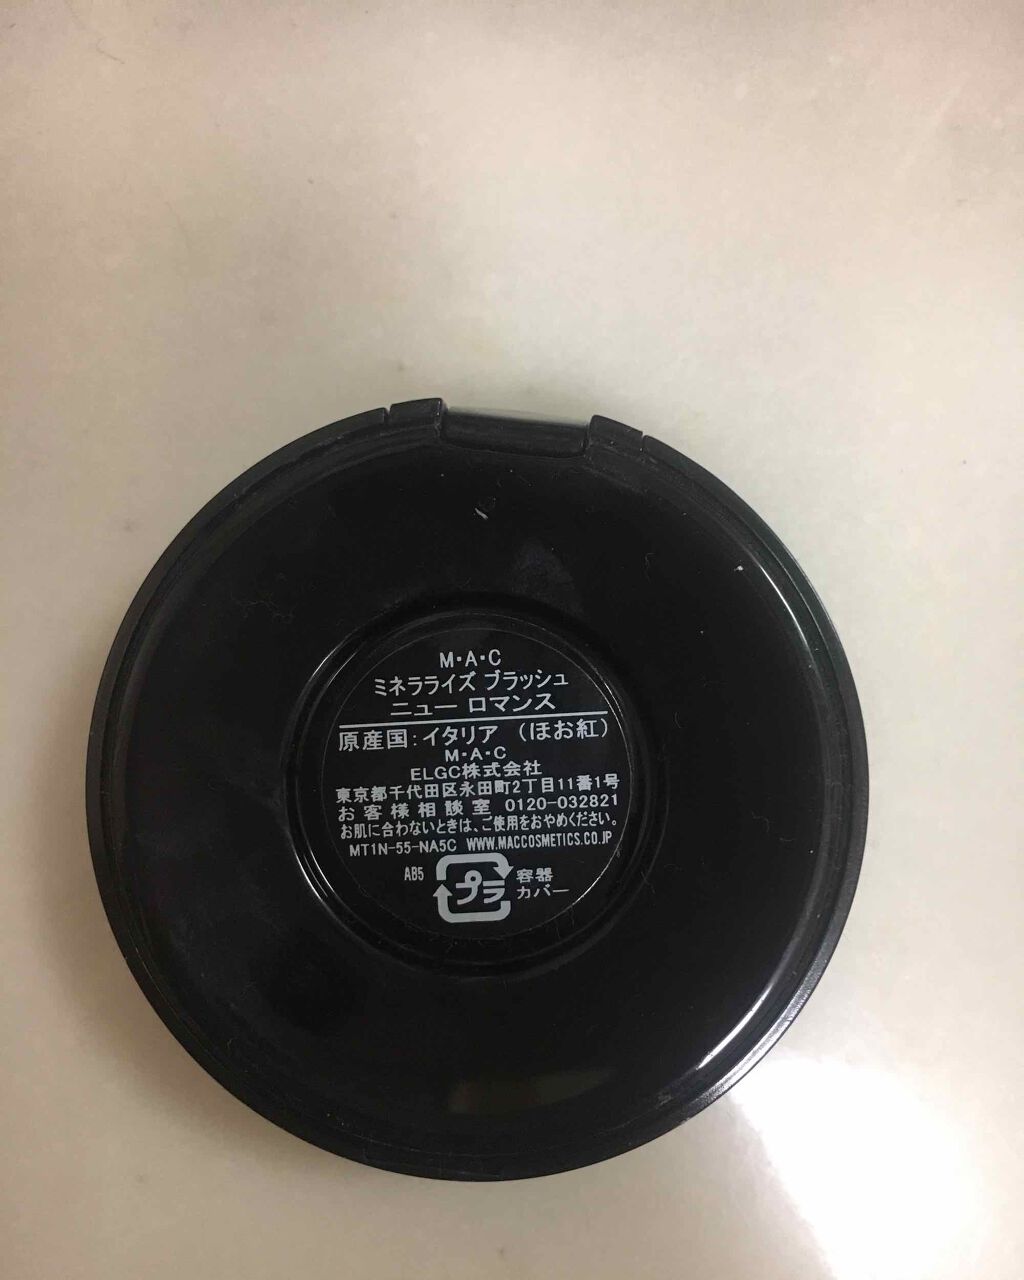 M・A・C
ミネラライズ ブラッシュ
ニュー ロマンス
原産国：イタリア （ほお紅）
M・A・C
ELGC株式会社
東京都千代田区永田町2丁目11番1号
お客様相談室 0120-032821
お肌に合わないときは、ご使用をおやめください。
MT1N-55-NA5C WWW.MACCOSMETICS.CO.JP
AB5 プラ 容器
カバー